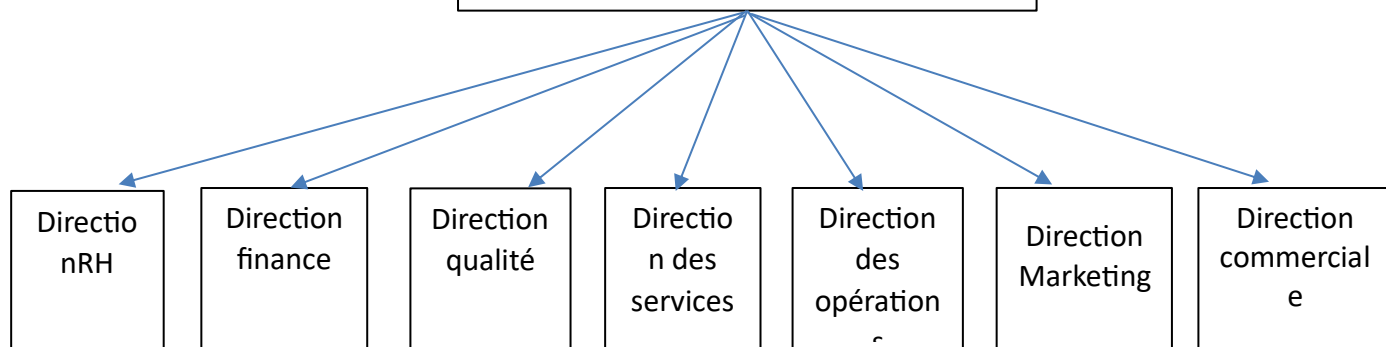 Directio
nRH
Direction
finance
Direction
qualité
Directio
n des
services
Direction
des
opération
s
Direction
Marketing
Direction
commercial
e